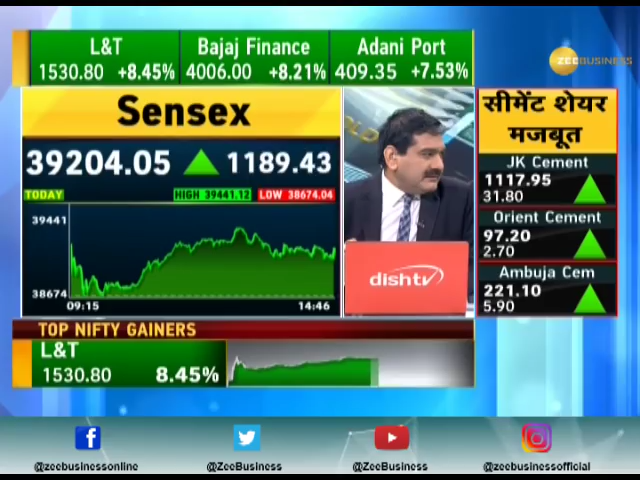 L&T
1530.80 +8.45%
Bajaj Finance
4006.00 +8.21%
Adani Port
409.35 +7.53%
ZEEBUSINESS
Sensex
39204.05 1189.43
TODAY
HIGH 39441.12
LOW 38674.04
39441
38674
09:15
14:46
GOLD
dishtv
सीमेंट शेयर
मजबूत
JK Cement
1117.95
31.80
Orient Cement
97.20
2.70
Ambuja Cem
221.10
5.90
TOP NIFTY GAINERS
L&T
1530.80 8.45%
@zeebusinessonline
@ZeeBusiness
@ZeeBusiness
@zeebusinessofficial